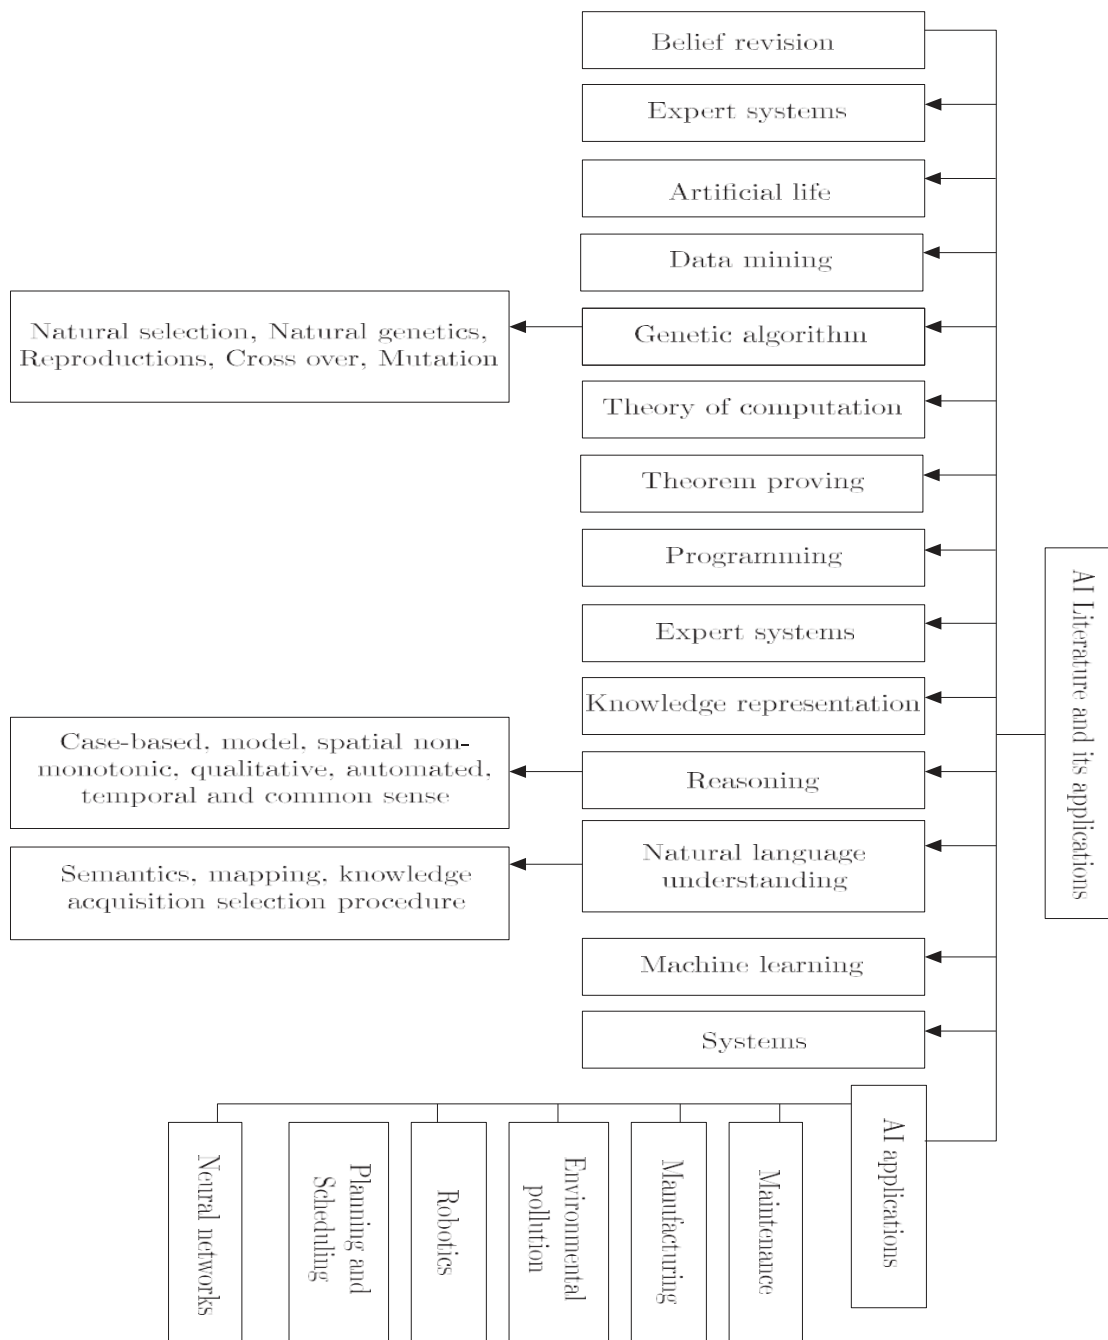 Belief revision
Expert systems
Artificial life
Data mining
Natural selection, Natural genetics,
Reproductions, Cross over, Mutation
Genetic algorithm
Theory of computation
Theorem proving
Programming
Expert systems
Knowledge representation
Case-based, model, spatial non-
monotonic, qualitative, automated,
temporal and common sense
Reasoning
Semantics, mapping, knowledge
acquisition selection procedure
Natural language
understanding
Machine learning
Systems
AI Literature and its applications
AI applications
Neural networks
Planning and
Scheduling
Robotics
Environmental
pollution
Manufacturing
Maintenance